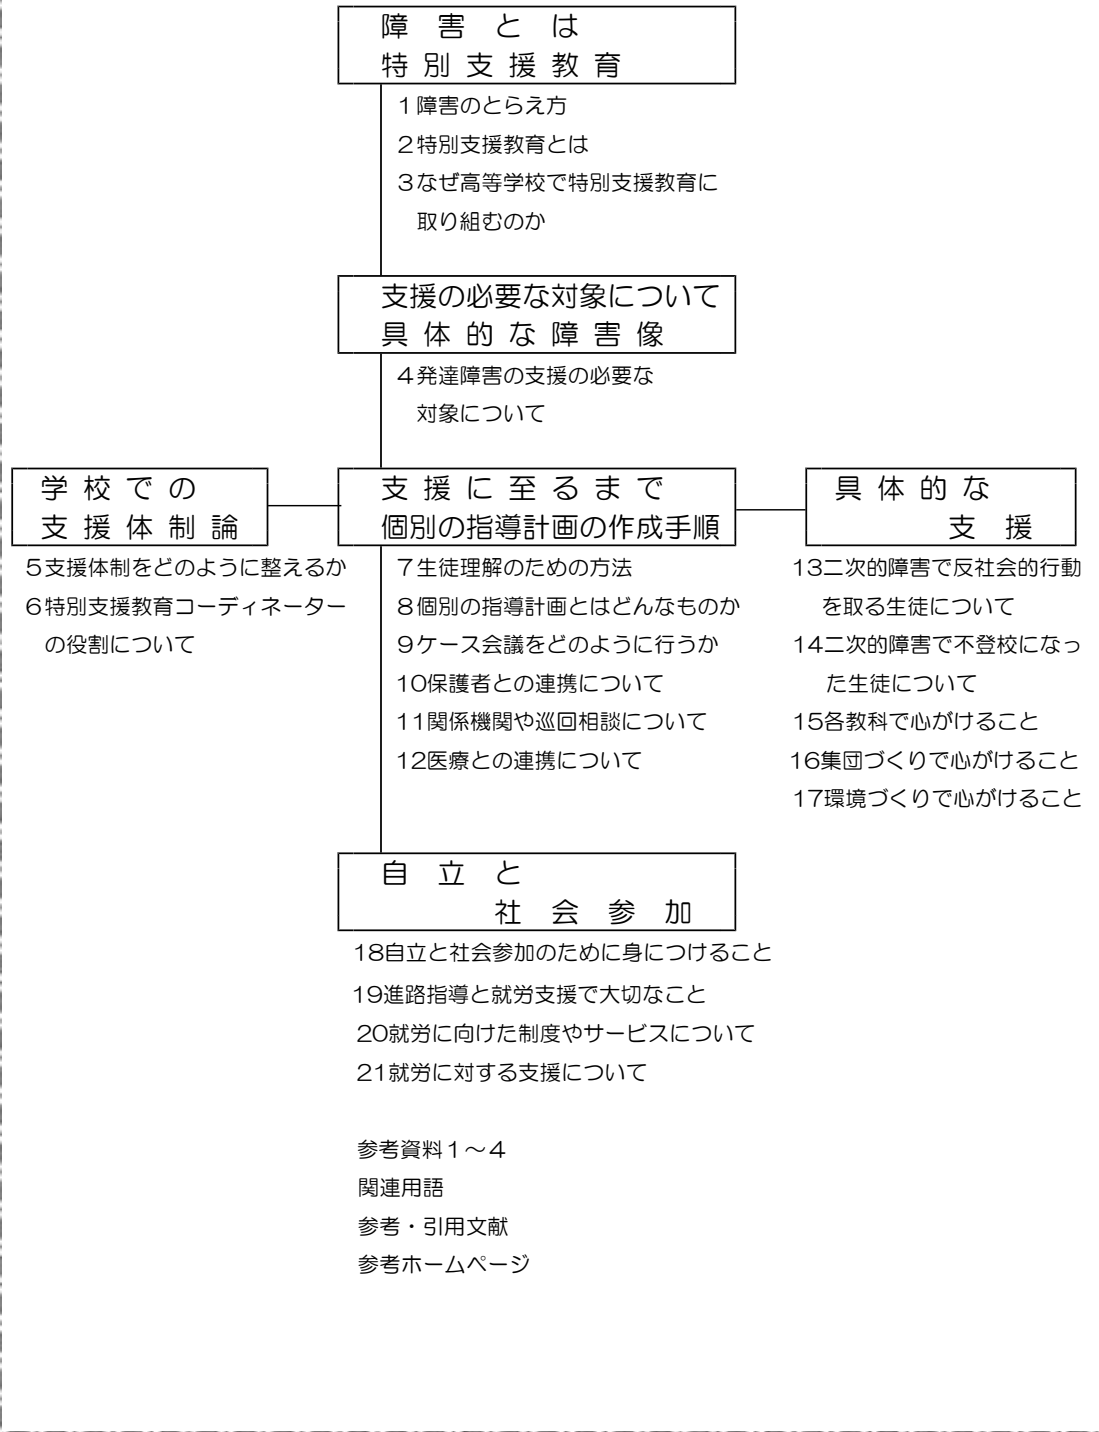 障害とは
特別支援教育
1障害のとらえ方
2特別支援教育とは
3なぜ高等学校で特別支援教育に
取り組むのか
支援の必要な対象について
具体的な障害像
4発達障害の支援の必要な
対象について
学校での
支援体制論
5支援体制をどのように整えるか
6特別支援教育コーディネーター
の役割について
支援に至るまで
個別の指導計画の作成手順
7生徒理解のための方法
8個別の指導計画とはどんなものか
9ケース会議をどのように行うか
10保護者との連携について
11関係機関や巡回相談について
12医療との連携について
具体的な
支援
13二次的障害で反社会的行動
を取る生徒について
14二次的障害で不登校になっ
た生徒について
15各教科で心がけること
16集団づくりで心がけること
17環境づくりで心がけること
自立と
社会参加
18自立と社会参加のために身につけること
19進路指導と就労支援で大切なこと
20就労に向けた制度やサービスについて
21就労に対する支援について
参考資料1～4
関連用語
参考・引用文献
参考ホームページ